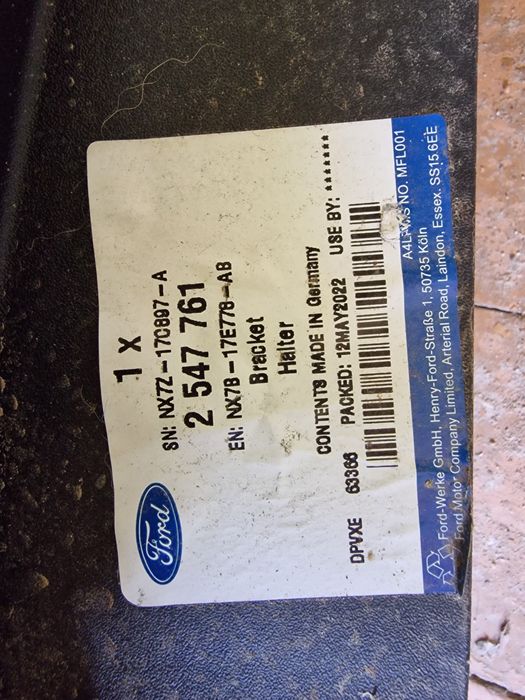 Ford
1 X
SN: NX7Z-17C897-A
2 547 761
EN: NX7B-17E778-AB
Bracket
Halter
CONTENTS MADE IN Germany
DPVXE 63366 PACKED: 12MAY2022 USE BY: *******
NO. MFL001
Ford-Werke GmbH, Henry-Ford-Straße 1, 50735 Köln
Ford Motor Company Limited, Arterial Road, Laindon, Essex. SS15 6EE